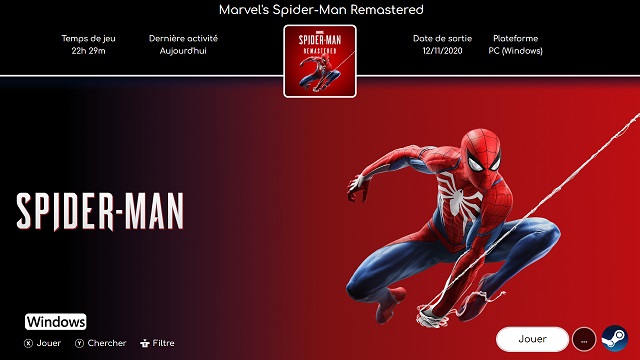 Marvel's Spider-Man Remastered
Temps de jeu
22h 29m
Dernière activité
Aujourd'hui
MARVEL
SPIDER-MAN
REMASTERED
Date de sortie
12/11/2020
Plateforme
PC (Windows)
SPIDER-MAN
Windows
X Jouer
Y Chercher
Filtre
Jouer
...